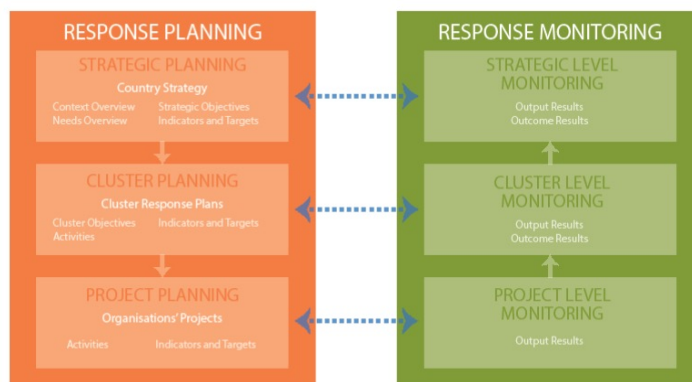 RESPONSE PLANNING
STRATEGIC PLANNING
Country Strategy
Context Overview Strategic Objectives
Needs Overview Indicators and Targets
CLUSTER PLANNING
Cluster Response Plans
Cluster Objectives Indicators and Targets
Activities
PROJECT PLANNING
Organisations' Projects
Activities Indicators and Targets
RESPONSE MONITORING
STRATEGIC LEVEL
MONITORING
Output Results
Outcome Results
CLUSTER LEVEL
MONITORING
Output Results
Outcome Results
PROJECT LEVEL
MONITORING
Output Results